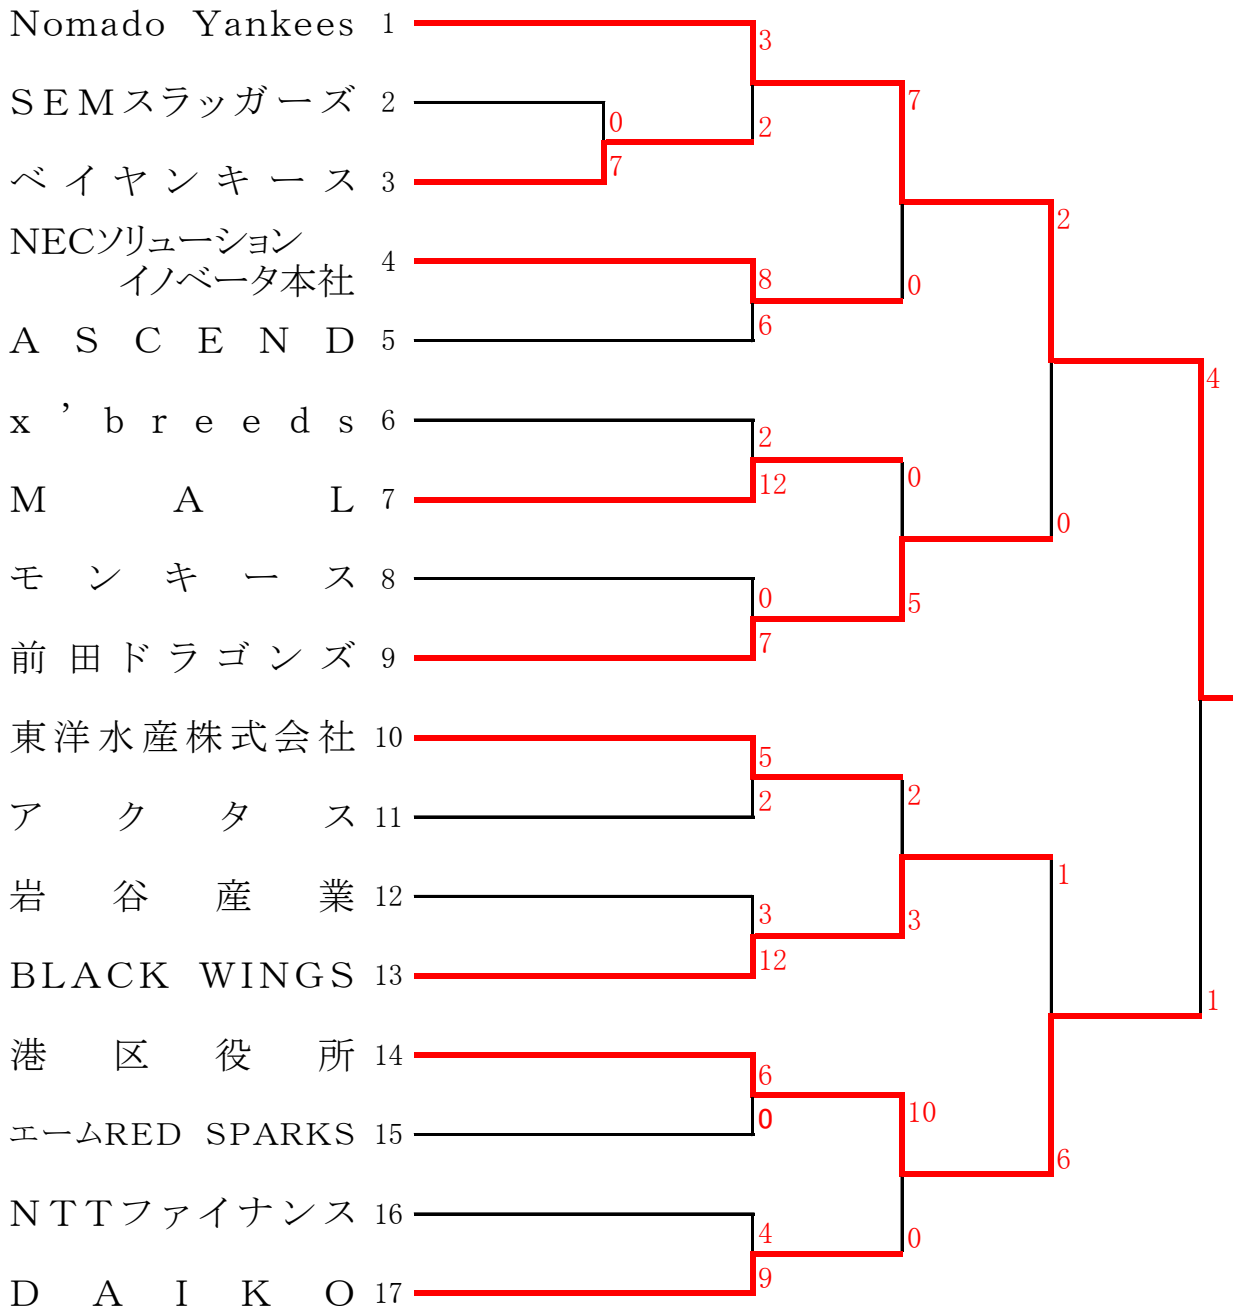 Nomado Yankees 1
3
SEMスラッガーズ 2
7
0
2
7
ベイヤンキース 3
2
NECソリューション
イノベータ本社 4
8
0
6
ASCEND 5
4
x’breeds 6
2
0
12
MAL 7
0
モンキース 8
0
5
7
前田ドラゴンズ 9
東洋水産株式会社 10
5
2
2
アクタス 11
1
岩谷産業 12
3
3
12
BLACK WINGS 13
1
港区役所 14
6
10
0
エームRED SPARKS 15
6
NTTファイナンス 16
4
0
9
DAIKO 17